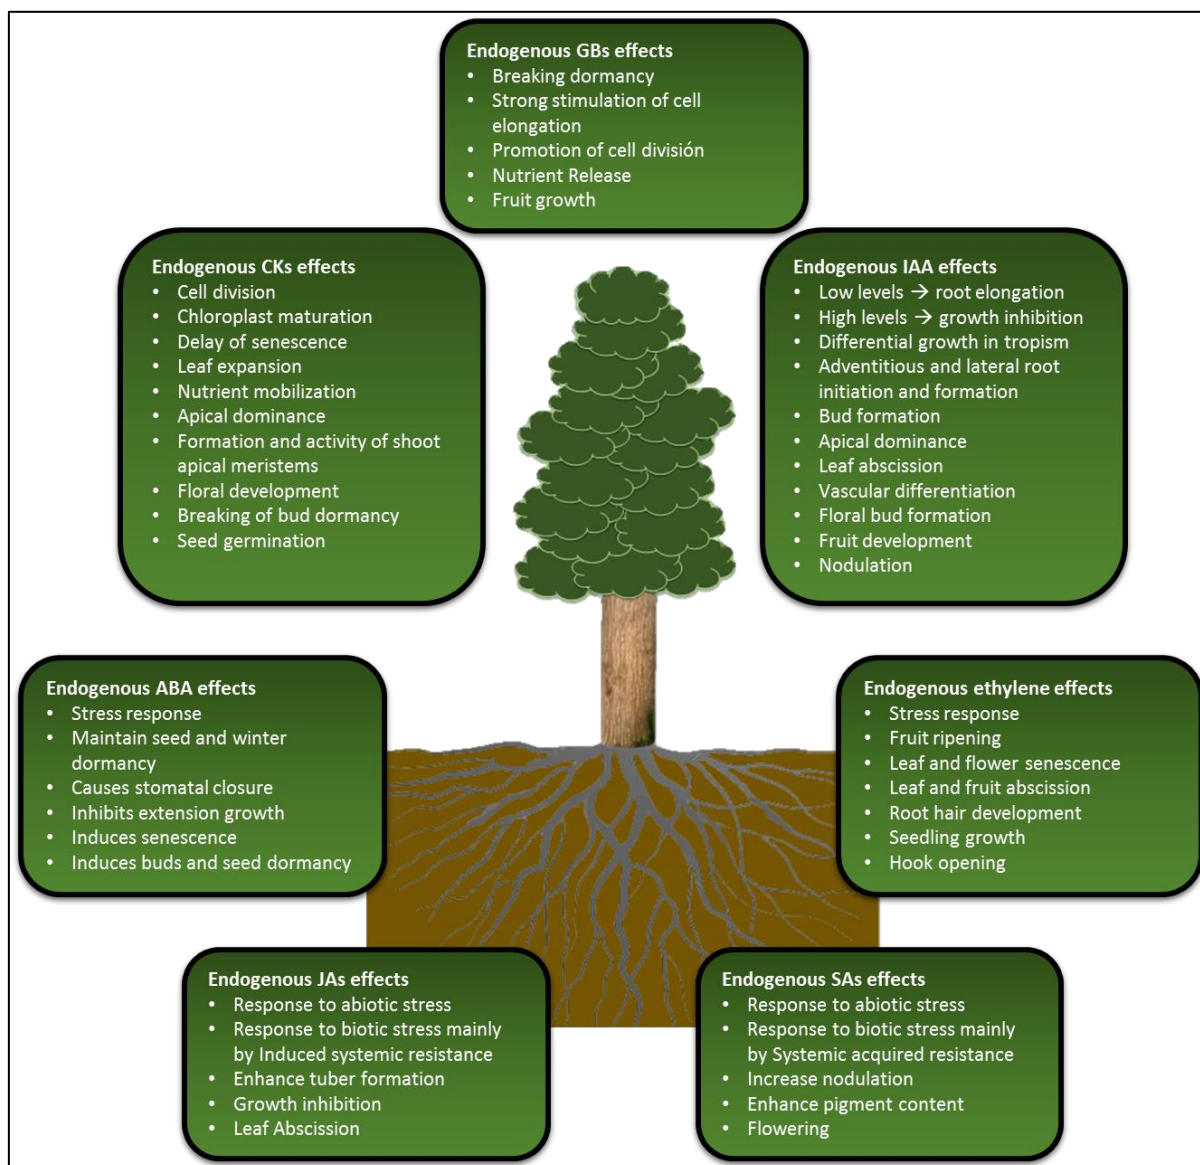 Endogenous GBs effects
• Breaking dormancy
• Strong stimulation of cell
elongation
• Promotion of cell división
• Nutrient Release
• Fruit growth
Endogenous CKs effects
• Cell division
• Chloroplast maturation
• Delay of senescence
• Leaf expansion
• Nutrient mobilization
• Apical dominance
• Formation and activity of shoot
apical meristems
• Floral development
• Breaking of bud dormancy
• Seed germination
Endogenous IAA effects
• Low levels → root elongation
• High levels → growth inhibition
• Differential growth in tropism
• Adventitious and lateral root
initiation and formation
• Bud formation
• Apical dominance
• Leaf abscission
• Vascular differentiation
• Floral bud formation
• Fruit development
• Nodulation
Endogenous ABA effects
• Stress response
• Maintain seed and winter
dormancy
• Causes stomatal closure
• Inhibits extension growth
• Induces senescence
• Induces buds and seed dormancy
Endogenous ethylene effects
• Stress response
• Fruit ripening
• Leaf and flower senescence
• Leaf and fruit abscission
• Root hair development
• Seedling growth
• Hook opening
Endogenous JAs effects
• Response to abiotic stress
• Response to biotic stress mainly
by Induced systemic resistance
• Enhance tuber formation
• Growth inhibition
• Leaf Abscission
Endogenous SAs effects
• Response to abiotic stress
• Response to biotic stress mainly
by Systemic acquired resistance
• Increase nodulation
• Enhance pigment content
• Flowering